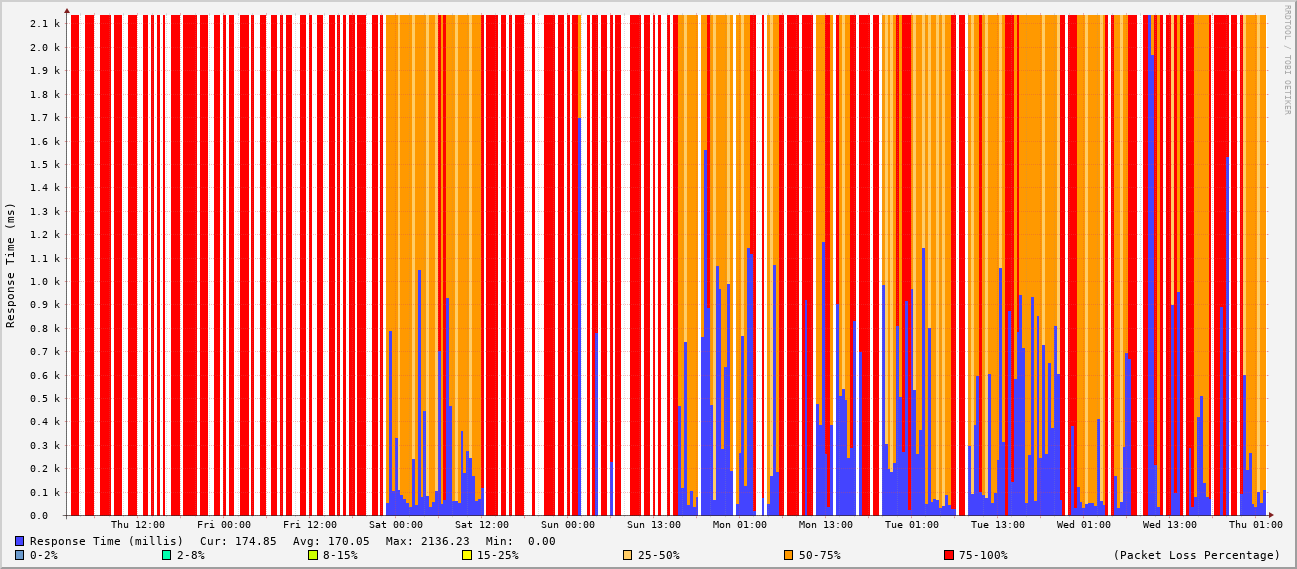 RRDTOOL / TOBI OETIKER
Response Time (ms)
2.1 k
2.0 k
1.9 k
1.8 k
1.7 k
1.6 k
1.5 k
1.4 k
1.3 k
1.2 k
1.1 k
1.0 k
0.9 k
0.8 k
0.7 k
0.6 k
0.5 k
0.4 k
0.3 k
0.2 k
0.1 k
0.0
Thu 12:00 Fri 00:00 Fri 12:00 Sat 00:00 Sat 12:00 Sun 00:00 Sun 13:00 Mon 01:00 Mon 13:00 Tue 01:00 Tue 13:00 Wed 01:00 Wed 13:00 Thu 01:00
Response Time (millis) Cur: 174.85 Avg: 170.05 Max: 2136.23 Min: 0.00
0-2% 2-8% 8-15% 15-25% 25-50% 50-75% 75-100% (Packet Loss Percentage)